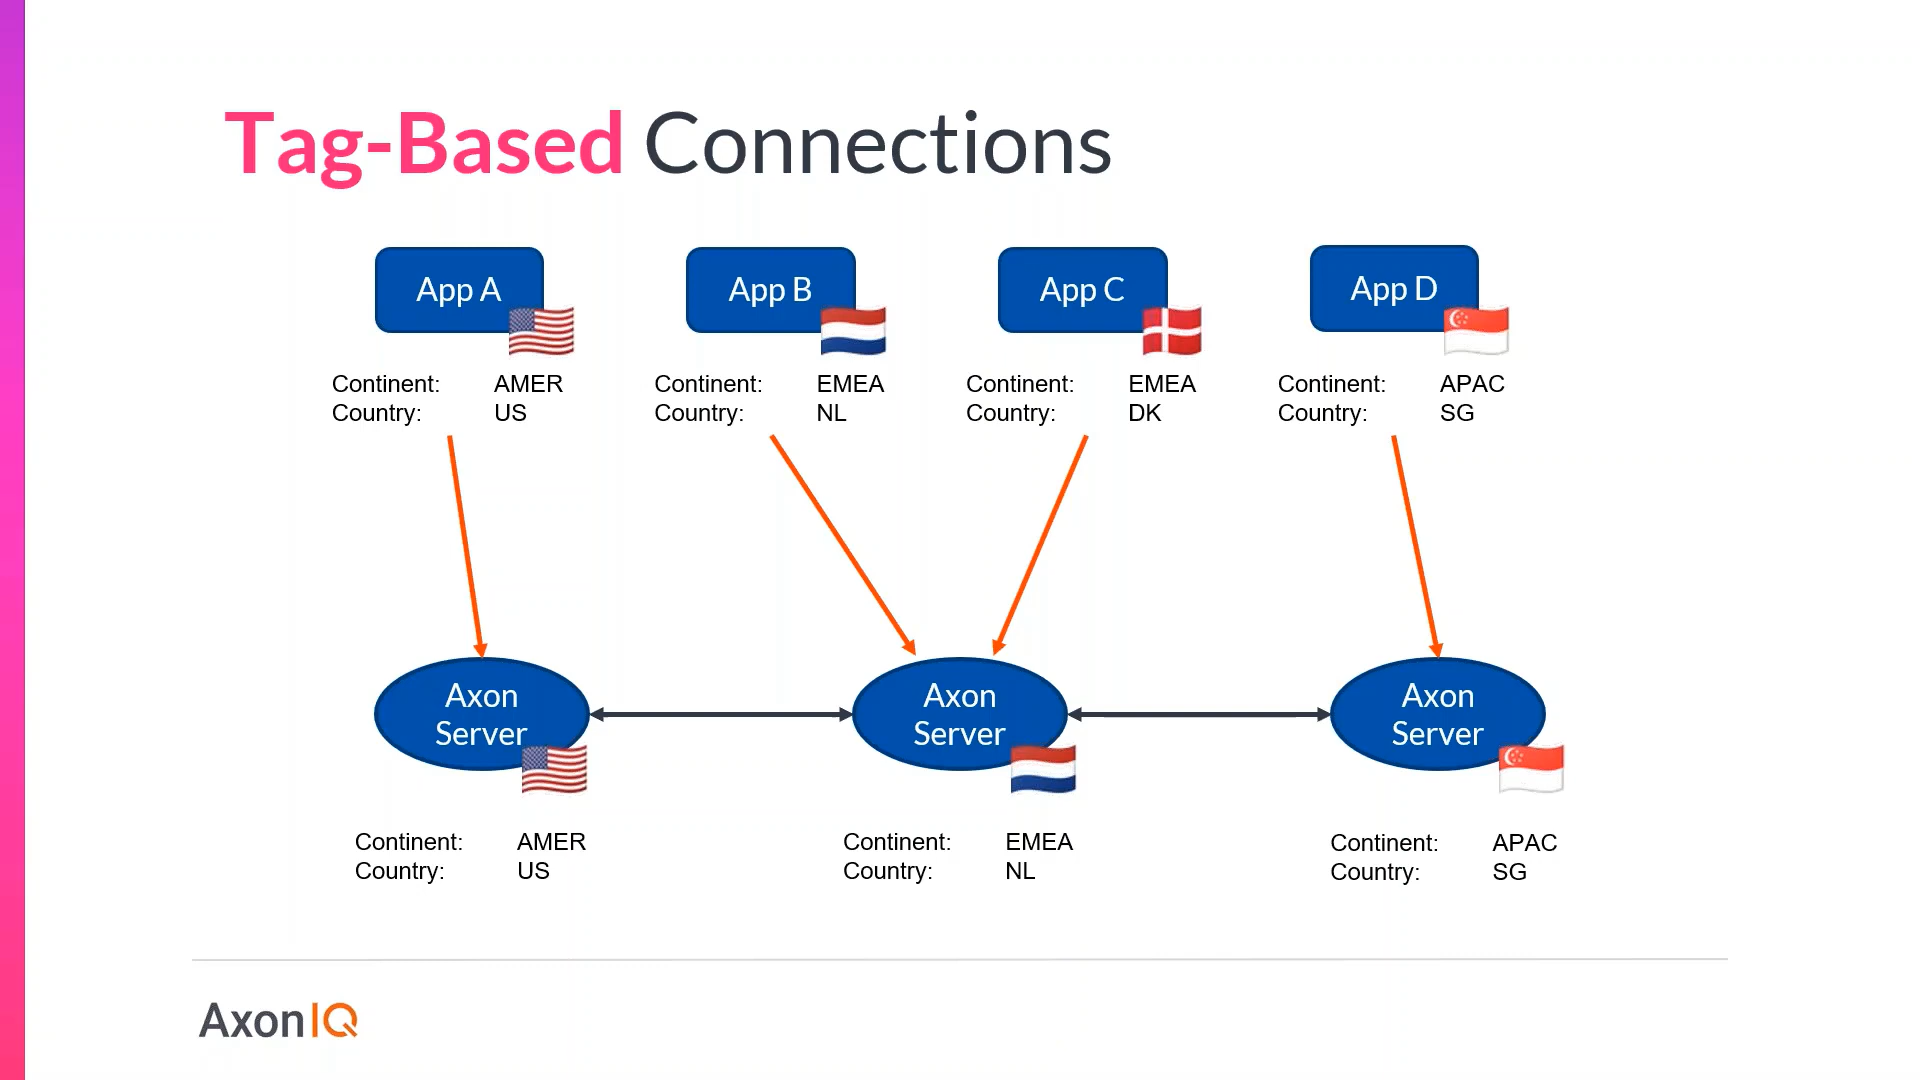 Tag-Based Connections
App A
App B
App C
App D
Continent: AMER
Country: US
Continent: EMEA
Country: NL
Continent: EMEA
Country: DK
Continent: APAC
Country: SG
Axon
Server
Axon
Server
Axon
Server
Continent: AMER
Country: US
Continent: EMEA
Country: NL
Continent: APAC
Country: SG
AxonIQ